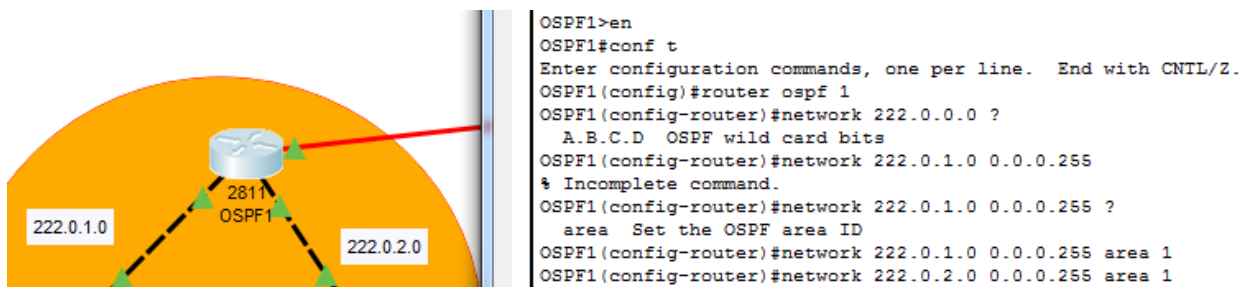 2811
OSPF1
222.0.1.0
222.0.2.0
OSPF1>en
OSPF1#conf t
Enter configuration commands, one per line.  End with CNTL/Z.
OSPF1(config)#router ospf 1
OSPF1(config-router)#network 222.0.0.0 ?
  A.B.C.D  OSPF wild card bits
OSPF1(config-router)#network 222.0.1.0 0.0.0.255
% Incomplete command.
OSPF1(config-router)#network 222.0.1.0 0.0.0.255 ?
  area  Set the OSPF area ID
OSPF1(config-router)#network 222.0.1.0 0.0.0.255 area 1
OSPF1(config-router)#network 222.0.2.0 0.0.0.255 area 1